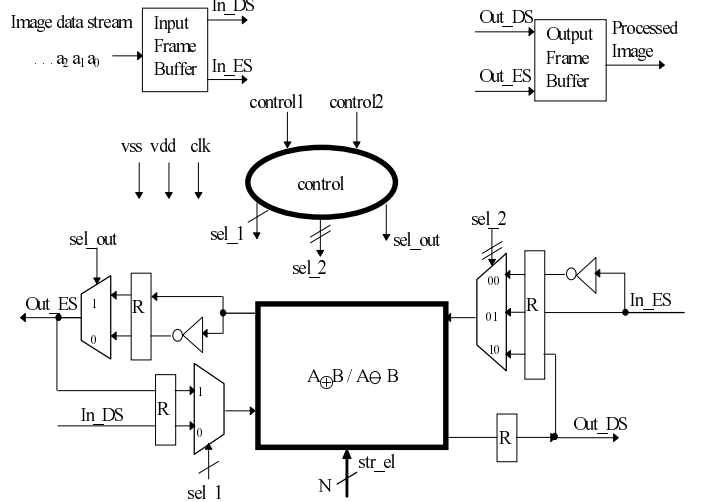 Image data stream
. . . a₂ a₁ a₀
Input
Frame
Buffer
In_DS
In_ES
Out_DS
Out_ES
Output
Frame
Buffer
Processed
Image
control1 control2
vss vdd clk
control
sel_1
sel_2
sel_out
sel_out
Out_ES
1
0
R
R
In_DS
1
0
sel_1
A⊕B / A⊖ B
N
str_el
sel_2
00
01
10
R
In_ES
R
Out_DS